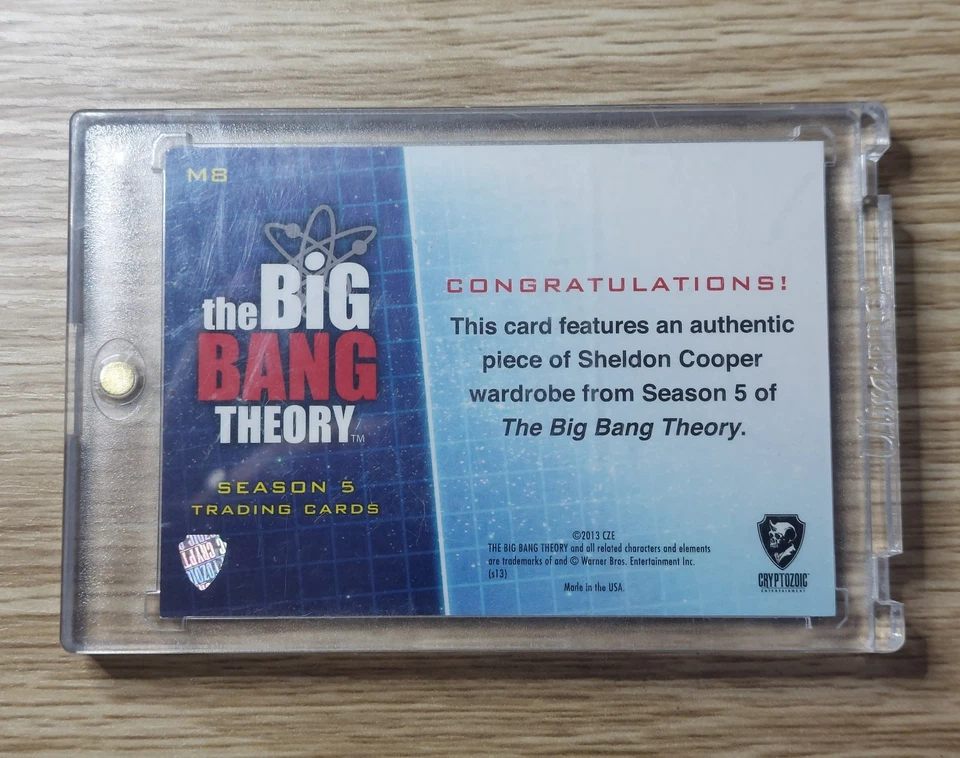 M8
the BiG
BANG
THEORY™
SEASON 5
TRADING CARDS
CONGRATULATIONS!
This card features an authentic
piece of Sheldon Cooper
wardrobe from Season 5 of
The Big Bang Theory.
©2013 CZE
THE BIG BANG THEORY and all related characters and elements
are trademarks of and © Warner Bros. Entertainment Inc.
(s13)
Made in the USA
CRYPTOZOIC
ENTERTAINMENT